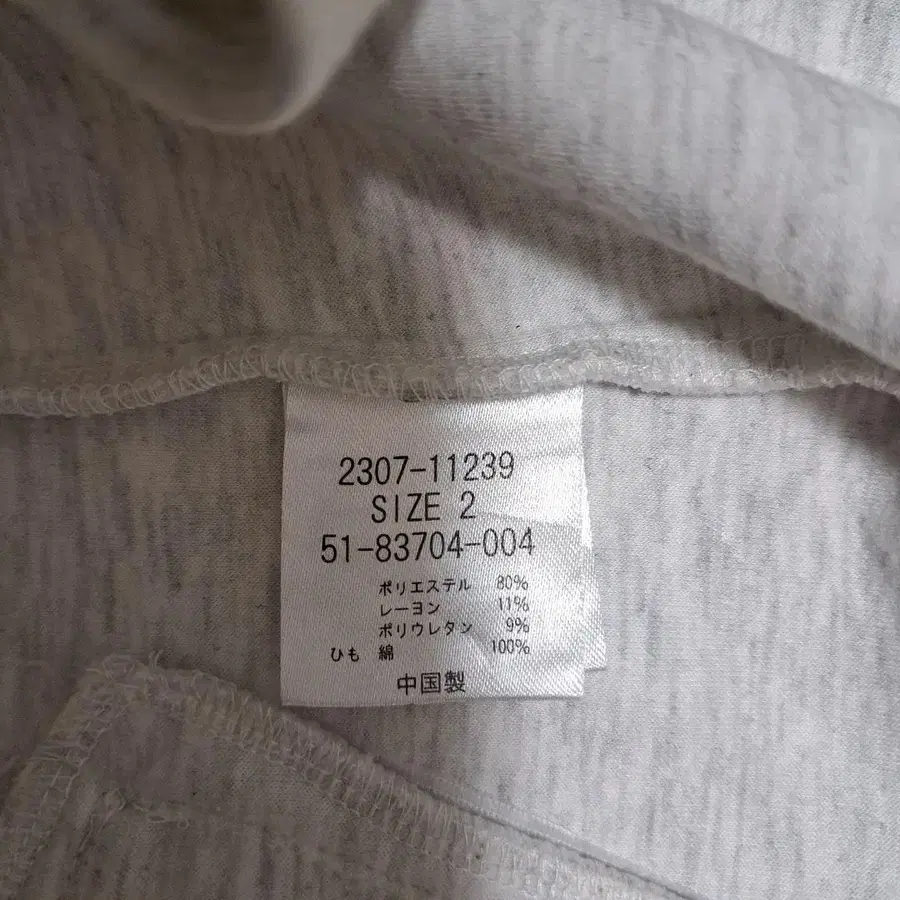 2307-11239
SIZE 2
51-83704-004
ポリエステル 80%
レーヨン 11%
ポリウレタン 9%
ひも 綿 100%
中国製